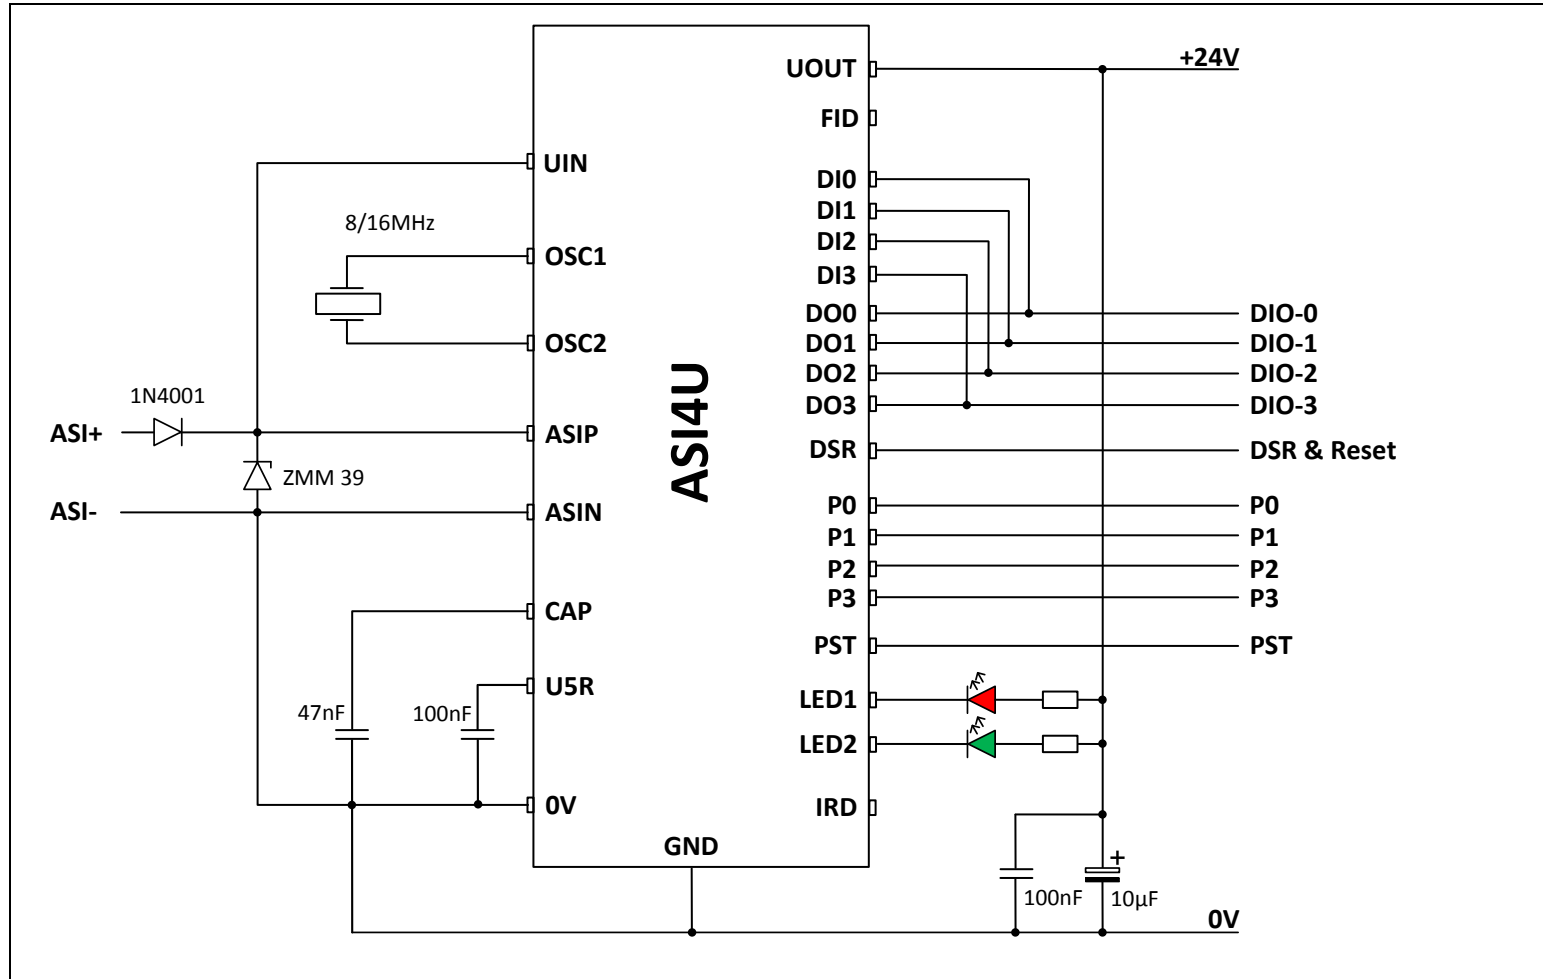 UOUT
+24V
FID
UIN
DI0
8/16MHz
DI1
DI2
OSC1
DI3
DO0
DIO-0
OSC2
DO1
DIO-1
DO2
DIO-2
1N4001
DO3
DIO-3
ASI+
ASIP
ASI4U
DSR
DSR & Reset
ZMM 39
ASI-
ASIN
P0
P0
P1
P1
P2
P2
CAP
P3
P3
PST
PST
U5R
LED1
47nF
100nF
LED2
0V
IRD
GND
+
100nF
10µF
0V